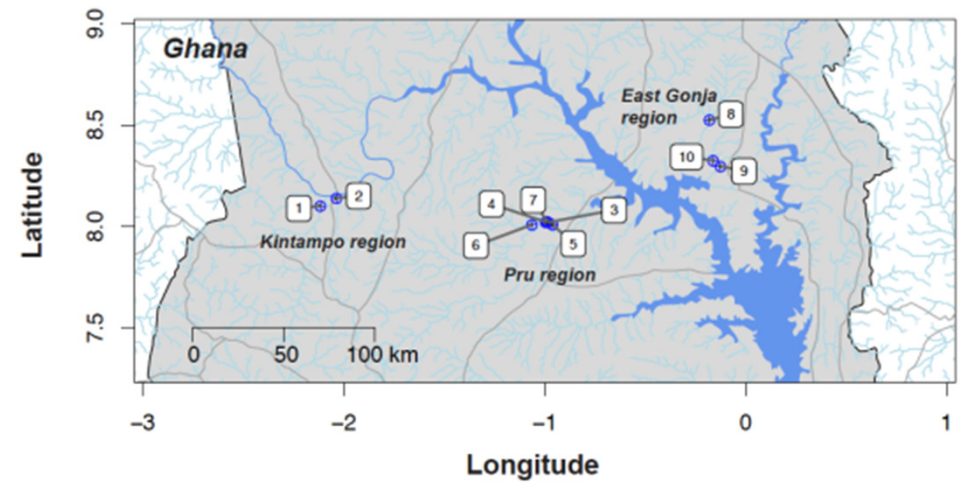 Ghana
East Gonja
region
8
10
9
1
2
4
7
3
6
5
Kintampo region
Pru region
0 50 100 km
9.0
8.5
8.0
7.5
Latitude
−3 −2 −1 0 1
Longitude